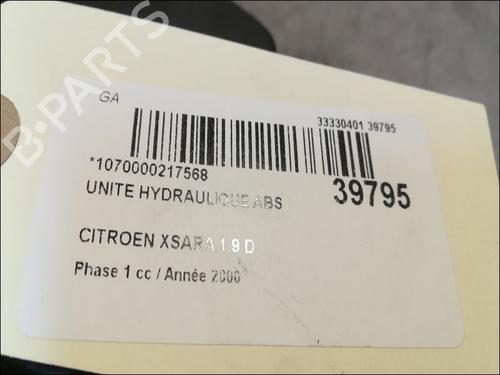 GA
33330401 39795
*1070000217568
39795
UNITE HYDRAULIQUE ABS
CITROEN XSARA 1.9 D
Phase 1 cc / Année 2000
B-PARTS